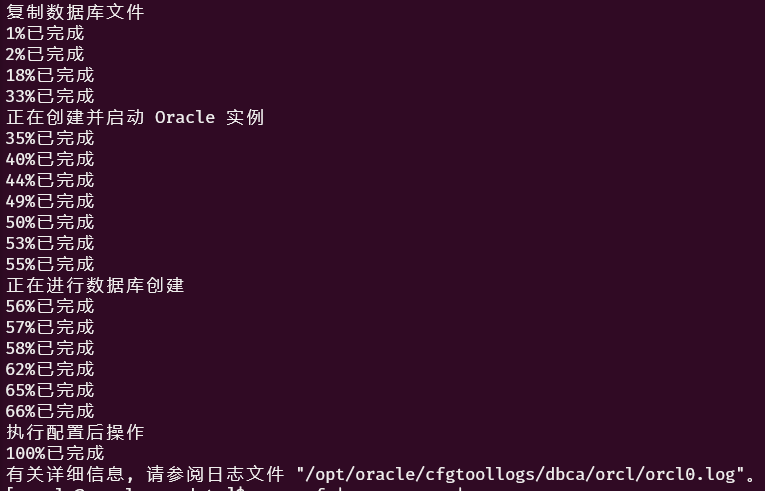 复制数据库文件
1%已完成
2%已完成
18%已完成
33%已完成
正在创建并启动 Oracle 实例
35%已完成
40%已完成
44%已完成
49%已完成
50%已完成
53%已完成
55%已完成
正在进行数据库创建
56%已完成
57%已完成
58%已完成
62%已完成
65%已完成
66%已完成
执行配置后操作
100%已完成
有关详细信息, 请参阅日志文件 "/opt/oracle/cfgtoollogs/dbca/orcl/orcl0.log"。